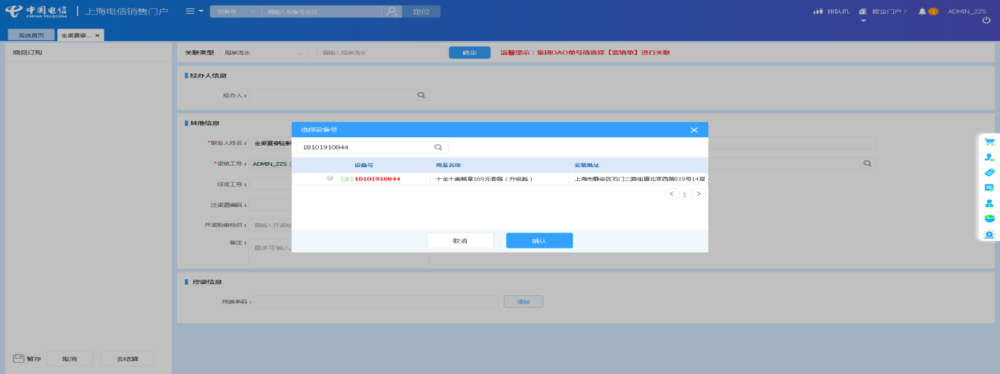 中国电信
CHINA TELECOM
上海电信销售门户
设备号 请输入设备号定位 定位
排队机 政企门户 > 1 ADMIN_ZZS
系统首页 全渠道穿... ×
商品订购
关联类型 甩单流水 请输入甩单流水 确定 温馨提示：集团OAO单号请选择【营销单】进行关联
经办人信息
经办人：
其他信息
*联系人姓名： 全渠道穿
*促销工号： ADMIN_ZZS
综促工号：
泛渠道编码：
开渠助销标识： 请输入开渠助
备注： 最多可输入
选择设备号
18101910844
设备号 商品名称 安装地址
[主] 18101910844 十全十美畅享169元套餐（升级版） 上海市静安区石门二路街道北京西路819号14层
< 1 >
取消 确认
终端信息
终端串码： 添加
暂存 取消 去结算